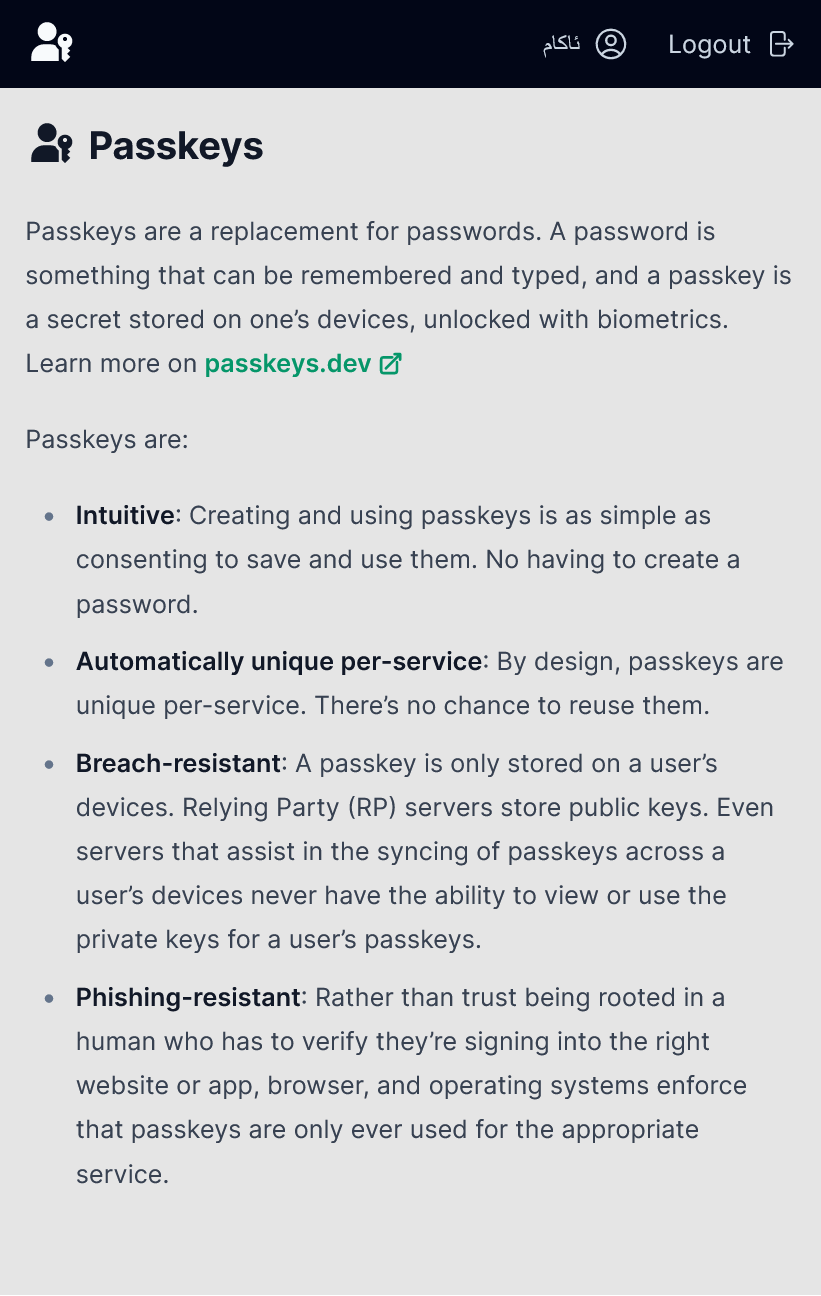 ئاكام
Logout
Passkeys
Passkeys are a replacement for passwords. A password is
something that can be remembered and typed, and a passkey is
a secret stored on one’s devices, unlocked with biometrics.
Learn more on passkeys.dev
Passkeys are:
• Intuitive: Creating and using passkeys is as simple as
consenting to save and use them. No having to create a
password.
• Automatically unique per-service: By design, passkeys are
unique per-service. There’s no chance to reuse them.
• Breach-resistant: A passkey is only stored on a user’s
devices. Relying Party (RP) servers store public keys. Even
servers that assist in the syncing of passkeys across a
user’s devices never have the ability to view or use the
private keys for a user’s passkeys.
• Phishing-resistant: Rather than trust being rooted in a
human who has to verify they’re signing into the right
website or app, browser, and operating systems enforce
that passkeys are only ever used for the appropriate
service.